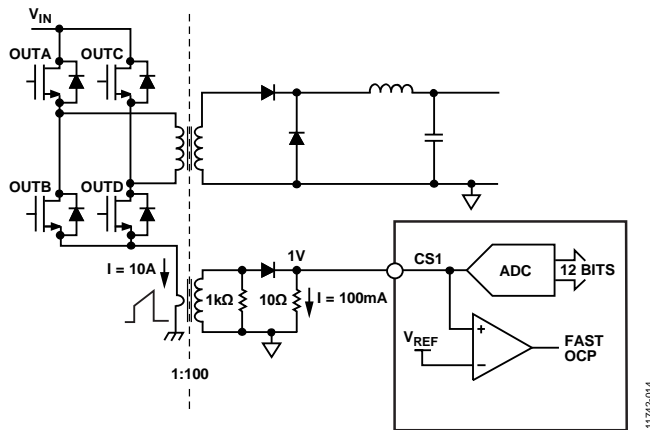 VIN
OUTA OUTC
OUTB OUTD
I = 10A
1V
1kΩ
10Ω
I = 100mA
1:100
CS1
ADC
12 BITS
VREF
+
–
FAST
OCP
11742-014